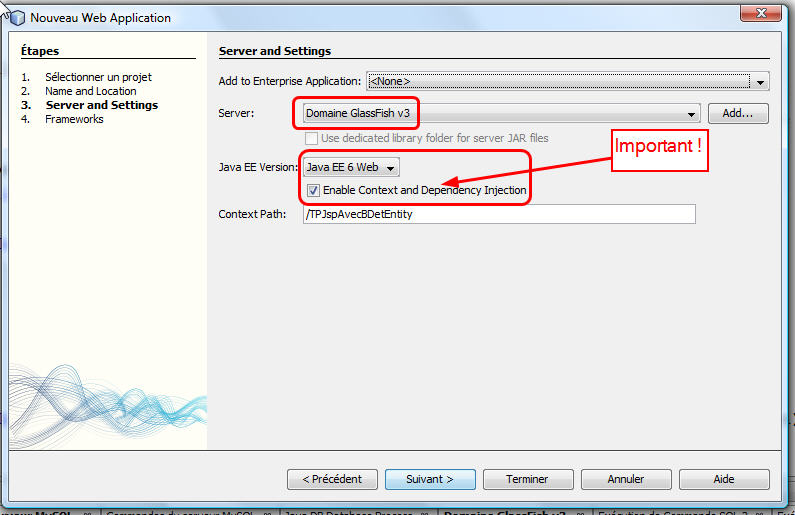 Nouveau Web Application
Étapes
1. Sélectionner un projet
2. Name and Location
3. Server and Settings
4. Frameworks
Server and Settings
Add to Enterprise Application: <None>
Server: Domaine GlassFish v3 Add...
Use dedicated library folder for server JAR files
Important !
Java EE Version: Java EE 6 Web
Enable Context and Dependency Injection
Context Path: /TPJspAvecBDetEntity
< Précédent Suivant > Terminer Annuler Aide